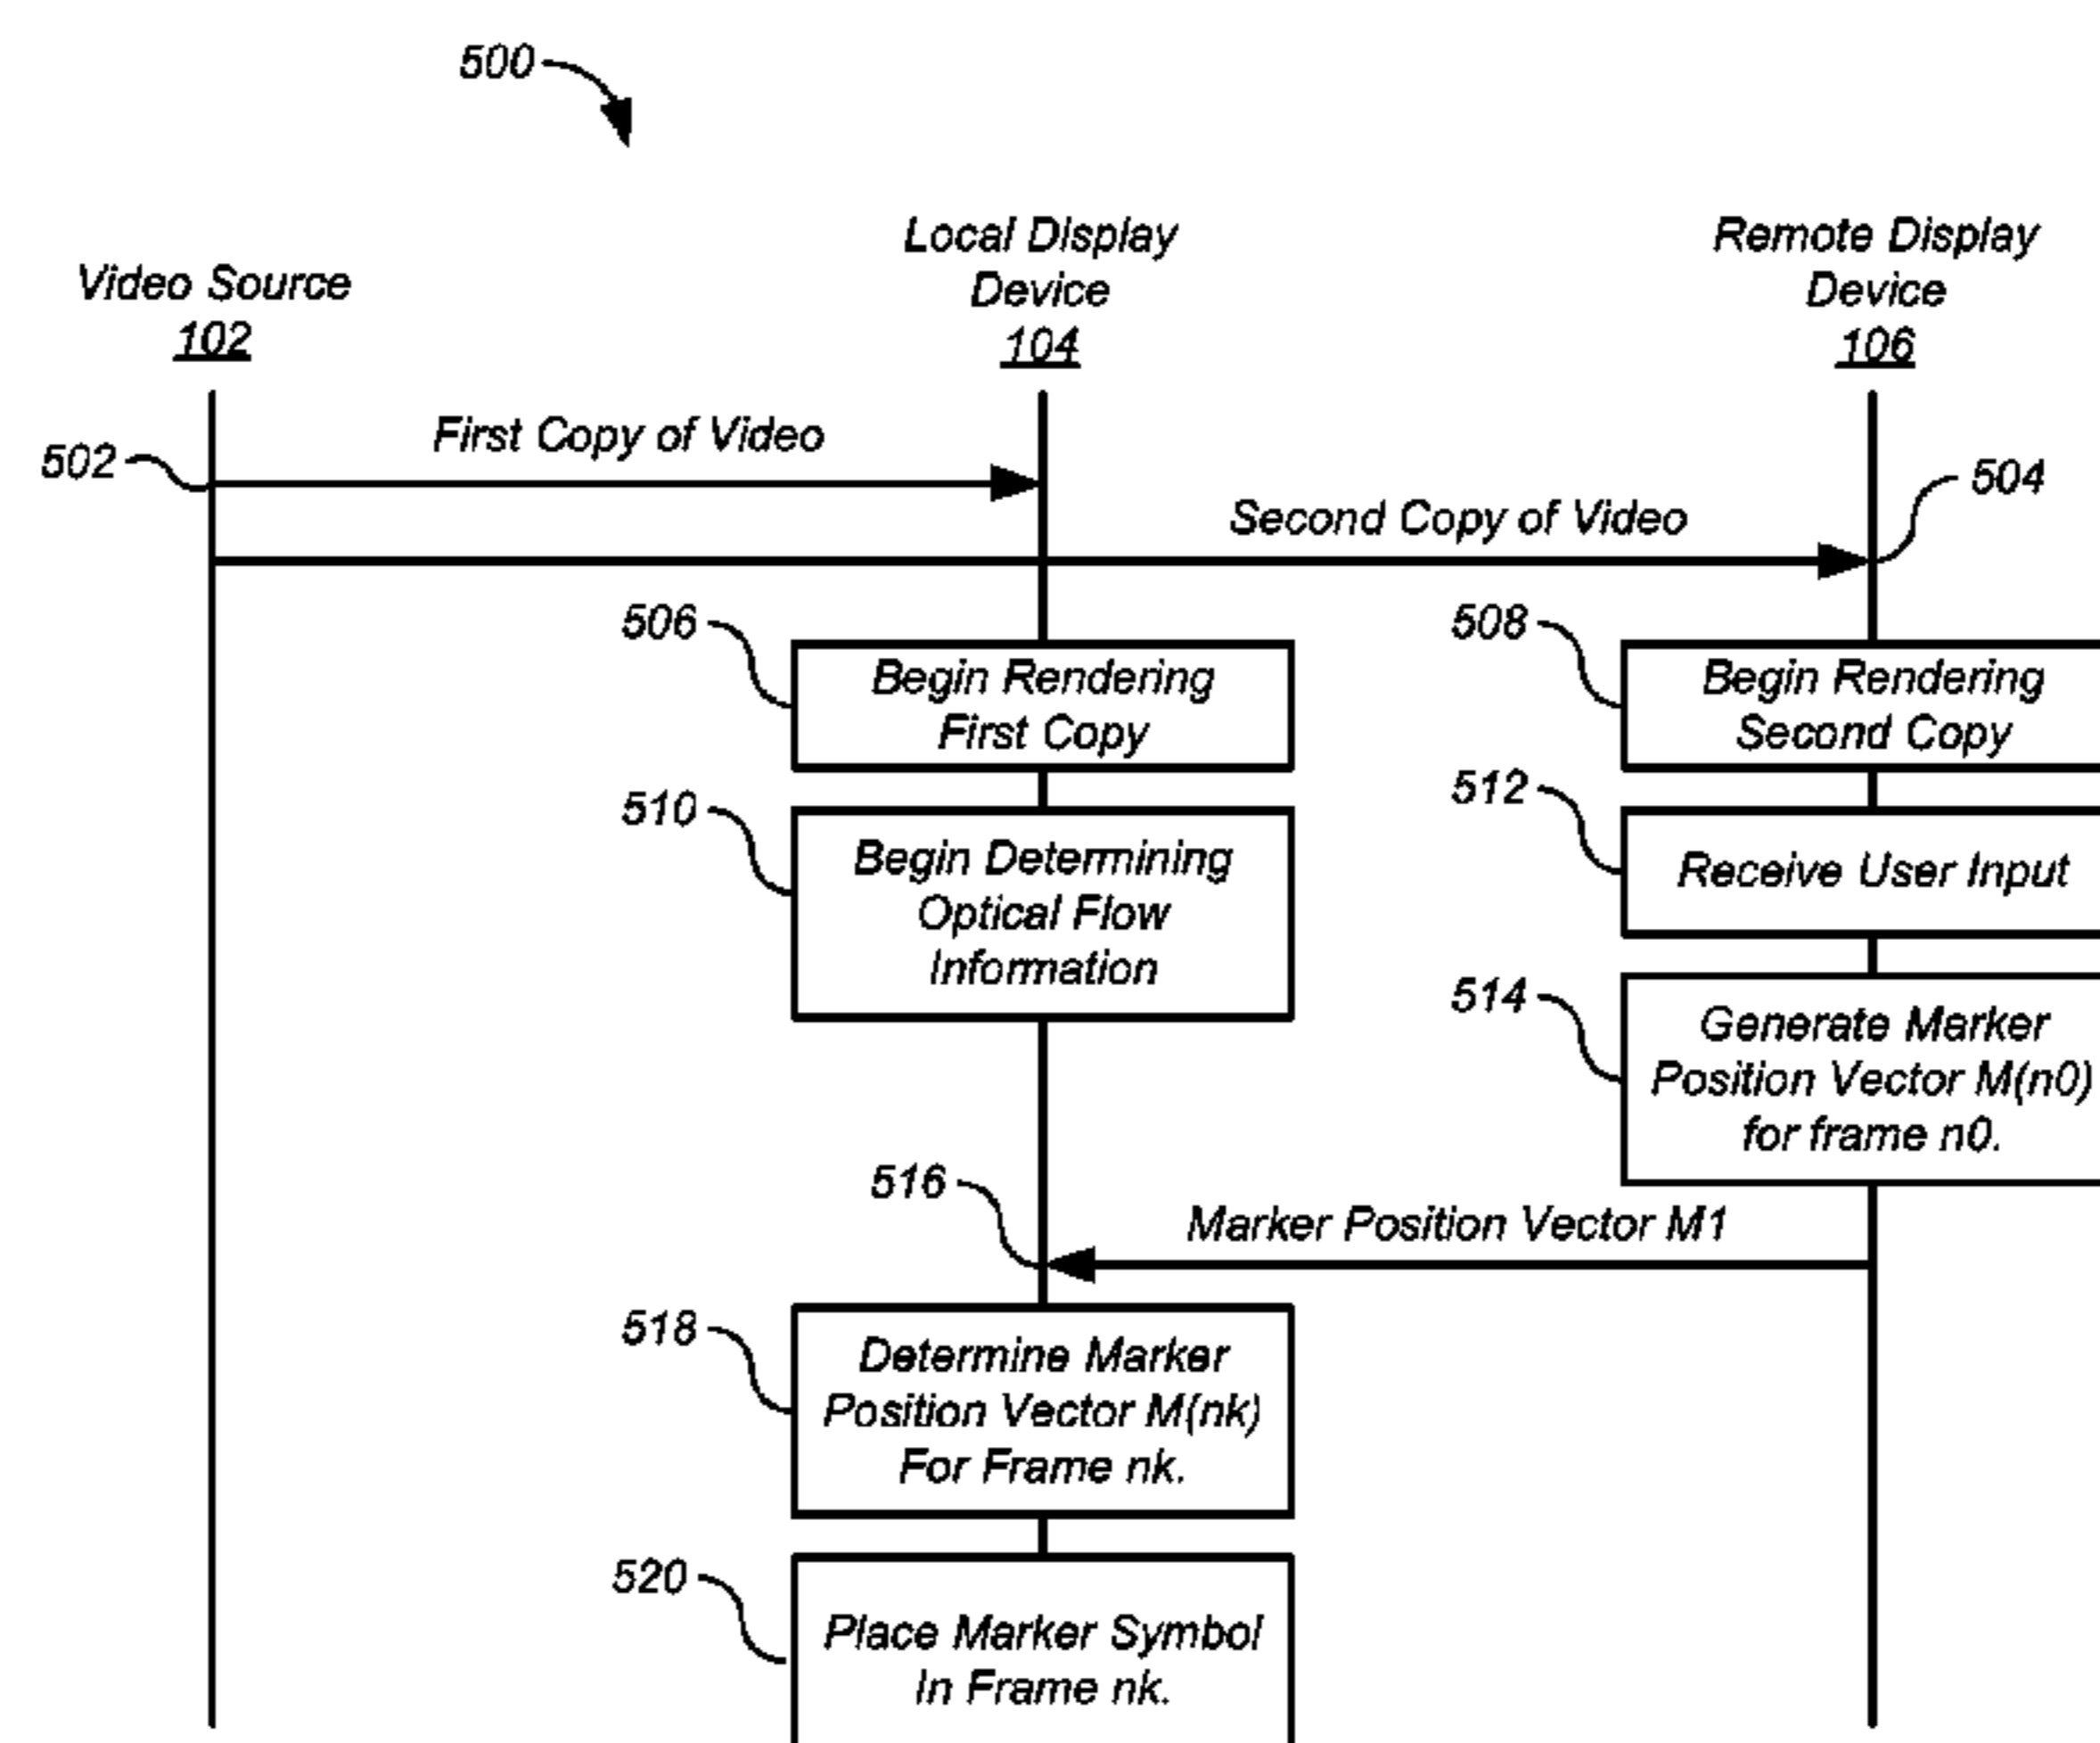 500
Video Source
102
Local Display
Device
104
Remote Display
Device
106
502
First Copy of Video
504
Second Copy of Video
506
Begin Rendering
First Copy
508
Begin Rendering
Second Copy
510
Begin Determining
Optical Flow
Information
512
Receive User Input
514
Generate Marker
Position Vector M(n0)
for frame n0.
516
Marker Position Vector M1
518
Determine Marker
Position Vector M(nk)
For Frame nk.
520
Place Marker Symbol
In Frame nk.